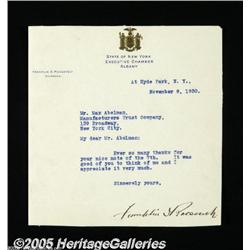 STATE OF NEW YORK
EXECUTIVE CHAMBER
ALBANY
FRANKLIN D. ROOSEVELT
GOVERNOR
At Hyde Park, N. Y.,
November 9, 1930.
Mr. Max Abelman,
Manufacturers Trust Company,
139 Broadway,
New York City.
My dear Mr. Abelman:
Ever so many thanks for
your nice note of the 7th. It was
good of you to think of me and I
appreciate it very much.
Sincerely yours,
Franklin D Roosevelt
©2005 HeritageGalleries